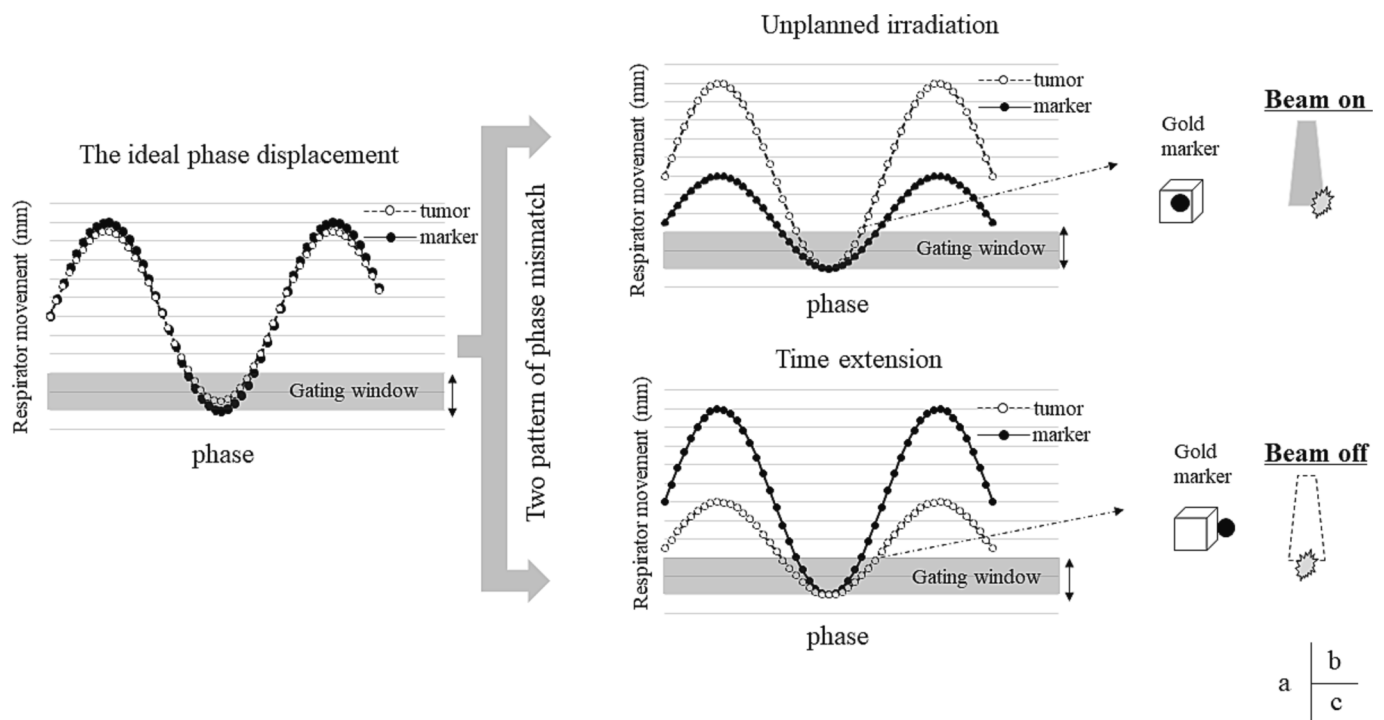 The ideal phase displacement
Respirator movement (mm)
tumor
marker
Gating window
phase
Two pattern of phase mismatch
Unplanned irradiation
Respirator movement (mm)
tumor
marker
Gating window
phase
Gold
marker
Beam on
Time extension
Respirator movement (mm)
tumor
marker
Gating window
phase
Gold
marker
Beam off
a
b
c